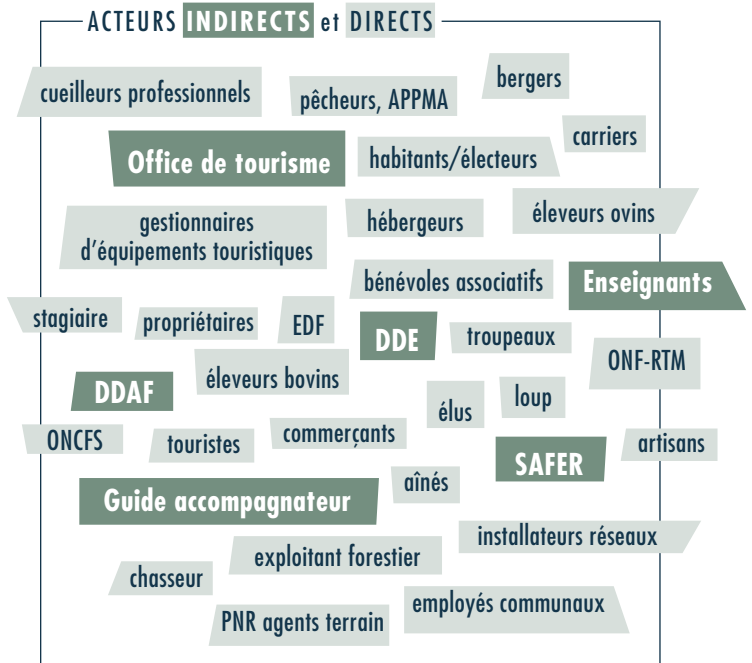 ACTEURS INDIRECTS et DIRECTS
cueilleurs professionnels
pêcheurs, APPMA
bergers
Office de tourisme
habitants/électeurs
carriers
gestionnaires
d'équipements touristiques
hébergeurs
éleveurs ovins
bénévoles associatifs
Enseignants
stagiaire
propriétaires
EDF
DDE
troupeaux
ONF-RTM
DDAF
éleveurs bovins
élus
loup
ONCFS
touristes
commerçants
SAFER
artisans
Guide accompagnateur
aînés
installateurs réseaux
exploitant forestier
chasseur
PNR agents terrain
employés communaux